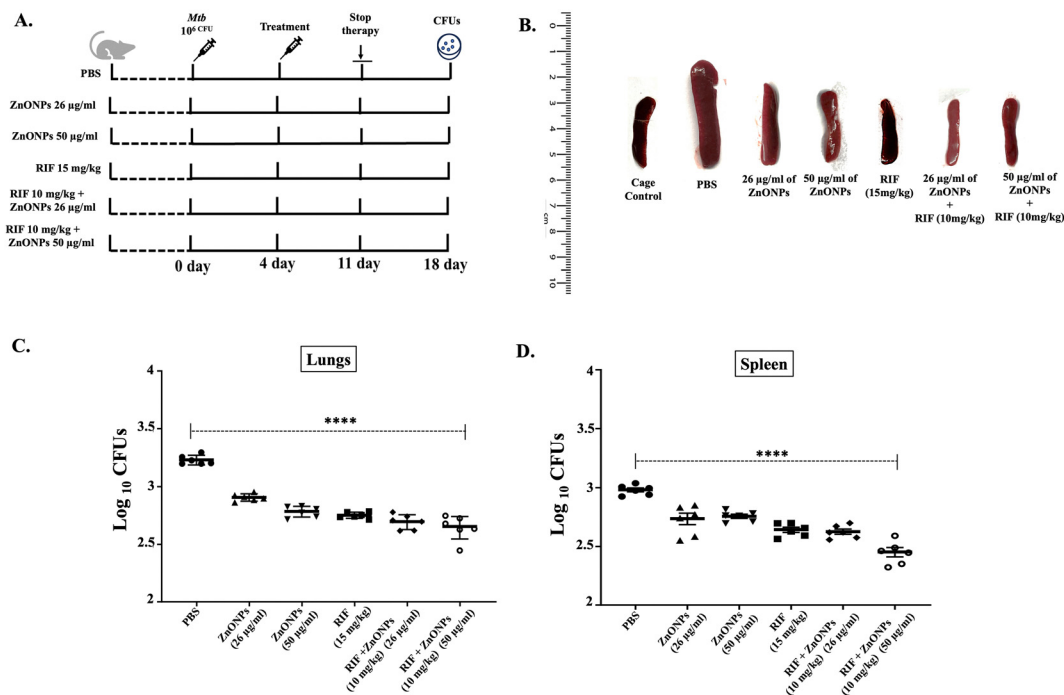 A.
Mtb
10⁶ CFU
Treatment
Stop
therapy
CFUs
PBS
ZnONPs 26 µg/ml
ZnONPs 50 µg/ml
RIF 15 mg/kg
RIF 10 mg/kg +
ZnONPs 26 µg/ml
RIF 10 mg/kg +
ZnONPs 50 µg/ml
0 day
4 day
11 day
18 day
B.
0
1
2
3
4
5
6
7
cm
8
9
10
Cage
Control
PBS
26 µg/ml of
ZnONPs
50 µg/ml of
ZnONPs
RIF
(15mg/kg)
26 µg/ml of
ZnONPs
+
RIF (10mg/kg)
50 µg/ml of
ZnONPs
+
RIF (10mg/kg)
C.
Lungs
Log 10 CFUs
4
3.5
3
2.5
2
****
PBS
ZnONPs
(26 µg/ml)
ZnONPs
(50 µg/ml)
RIF
(15 mg/kg)
RIF +ZnONPs
(10 mg/kg) (26 µg/ml)
RIF + ZnONPs
(10 mg/kg) (50 µg/ml)
D.
Spleen
Log 10 CFUs
4
3.5
3
2.5
2
****
PBS
ZnONPs
(26 µg/ml)
ZnONPs
(50 µg/ml)
RIF
(15 mg/kg)
RIF + ZnONPs
(10 mg/kg) (26 µg/ml)
RIF + ZnONPs
(10 mg/kg) (50 µg/ml)